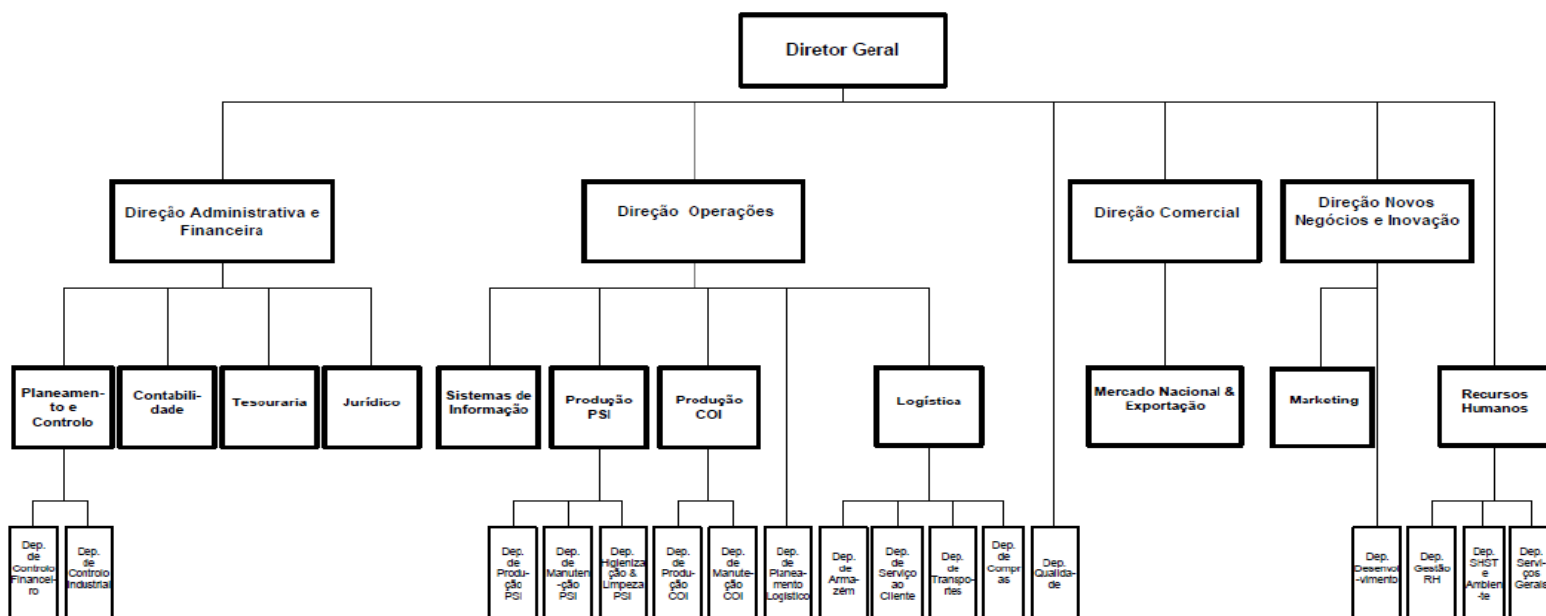 Diretor Geral
Direção Administrativa e
Financeira
Direção Operações
Direção Comercial
Direção Novos
Negócios e Inovação
Planeamen-
to e
Controlo
Contabili-
dade
Tesouraria
Jurídico
Sistemas de
Informação
Produção
PSI
Produção
COI
Logística
Mercado Nacional &
Exportação
Marketing
Recursos
Humanos
Dep.
de
Controlo
Financei-
ro
Dep.
de
Controlo
Industrial
Dep.
de
Produ-
ção
PSI
Dep.
de
Manuten
-ção
PSI
Dep.
Higieniza
ção &
Limpeza
PSI
Dep.
de
Produ-
ção
COI
Dep.
de
Manute-
ção
COI
Dep.
de
Planea-
mento
Logístico
Dep.
de
Arma-
zém
Dep.
de
Serviço
ao
Cliente
Dep.
de
Transpo-
rtes
Dep.
de
Compr
as
Dep.
Qualida-
de
Dep.
Desenvol
-vimento
Dep.
Gestão
RH
Dep.
SHST
e
Ambien
-te
Dep.
Servi-
ços
Gerais